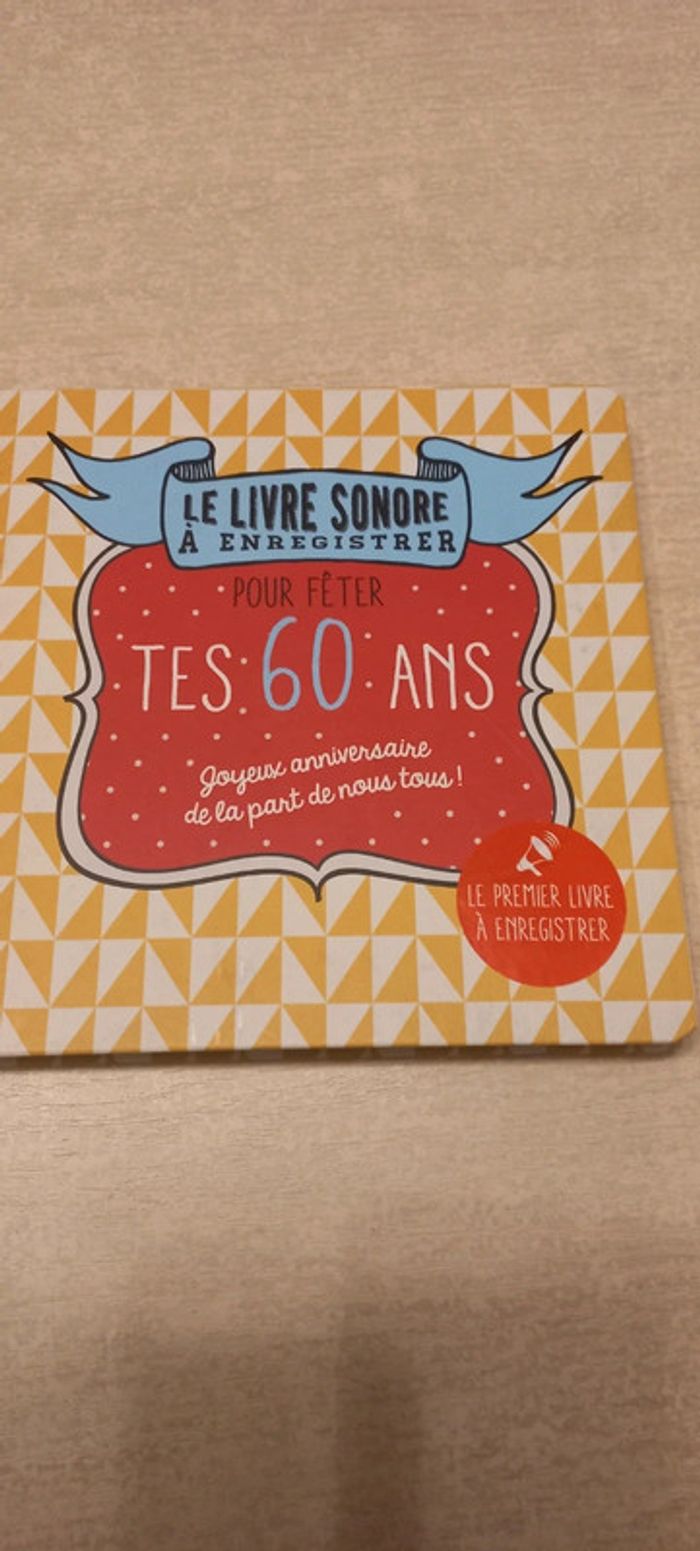 LE LIVRE SONORE
À ENREGISTRER
POUR FÊTER
TES 60 ANS
Joyeux anniversaire
de la part de nous tous !
LE PREMIER LIVRE
À ENREGISTRER